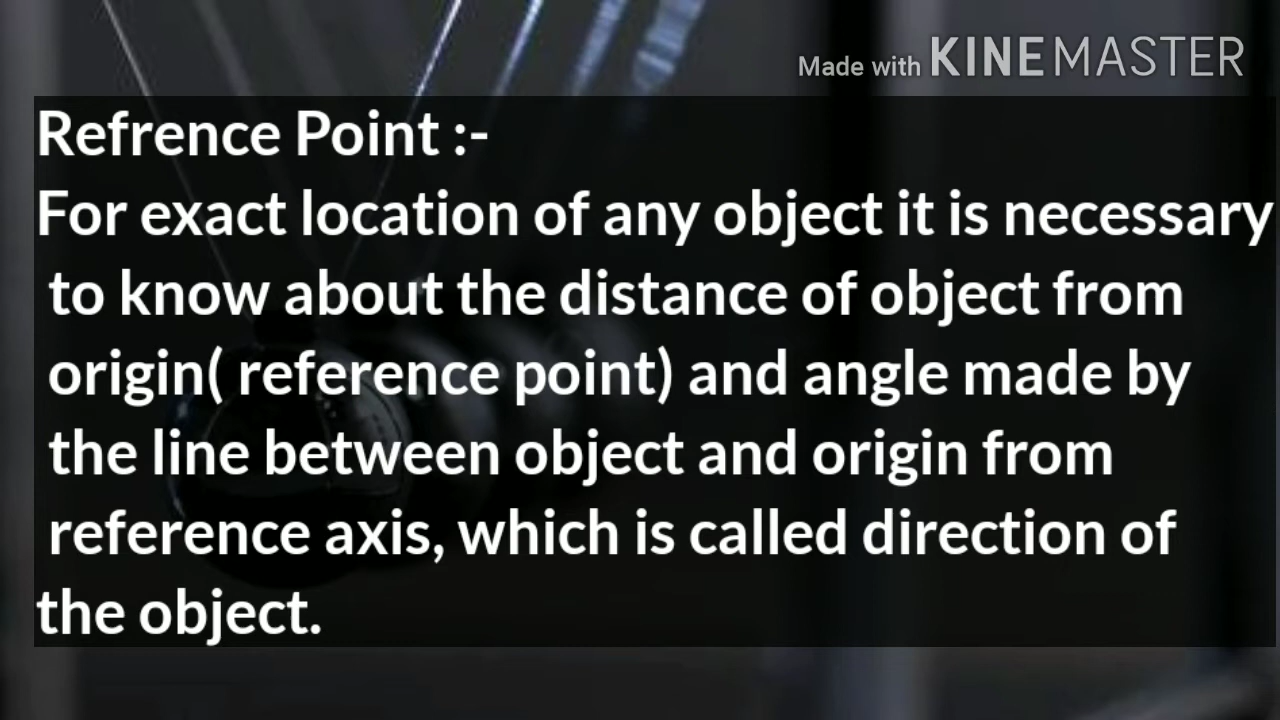 Made with KINEMASTER
Refrence Point :-
For exact location of any object it is necessary
to know about the distance of object from
origin( reference point) and angle made by
the line between object and origin from
reference axis, which is called direction of
the object.